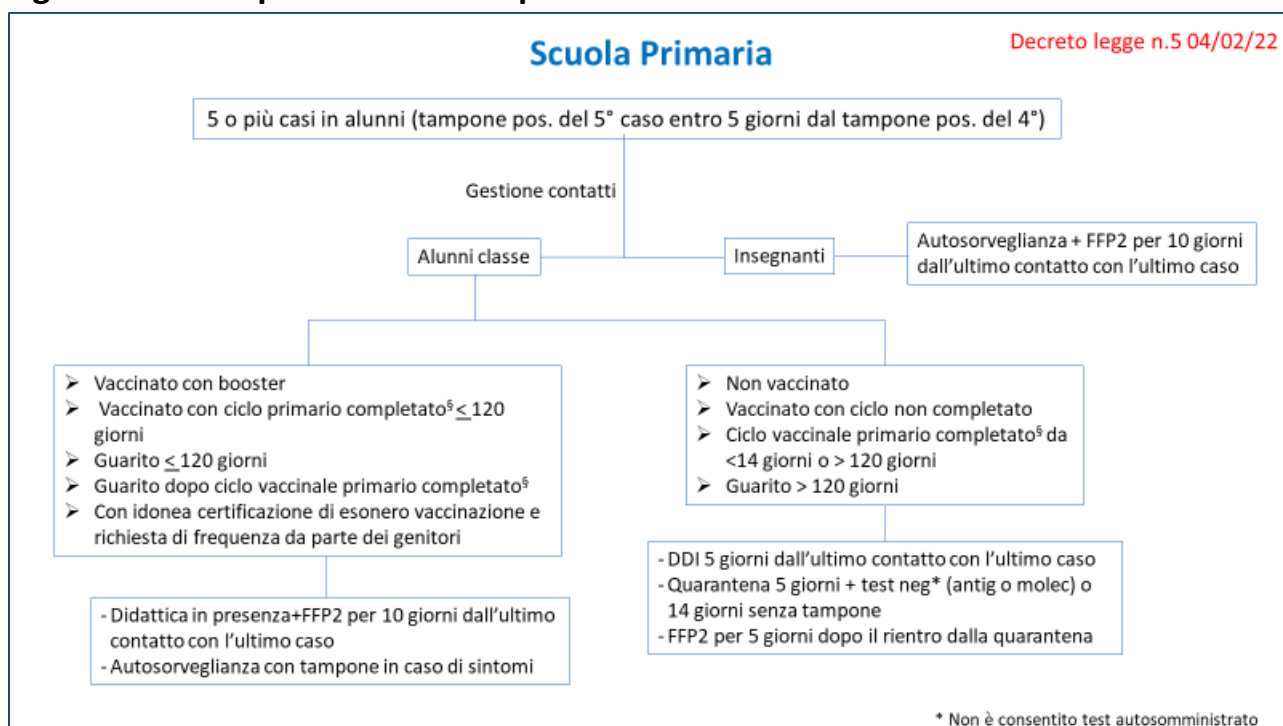 Scuola Primaria
Decreto legge n.5 04/02/22
5 o più casi in alunni (tampone pos. del 5° caso entro 5 giorni dal tampone pos. del 4°)
Gestione contatti
Alunni classe
Insegnanti
Autosorveglianza + FFP2 per 10 giorni
dall'ultimo contatto con l'ultimo caso
➢ Vaccinato con booster
➢ Vaccinato con ciclo primario completato§ < 120
giorni
➢ Guarito < 120 giorni
➢ Guarito dopo ciclo vaccinale primario completato§
➢ Con idonea certificazione di esonero vaccinazione e
richiesta di frequenza da parte dei genitori
➢ Non vaccinato
➢ Vaccinato con ciclo non completato
➢ Ciclo vaccinale primario completato§ da
<14 giorni o > 120 giorni
➢ Guarito > 120 giorni
- Didattica in presenza+FFP2 per 10 giorni dall'ultimo
contatto con l'ultimo caso
- Autosorveglianza con tampone in caso di sintomi
- DDI 5 giorni dall'ultimo contatto con l'ultimo caso
- Quarantena 5 giorni + test neg* (antig o molec) o
14 giorni senza tampone
- FFP2 per 5 giorni dopo il rientro dalla quarantena
* Non è consentito test autosomministrato